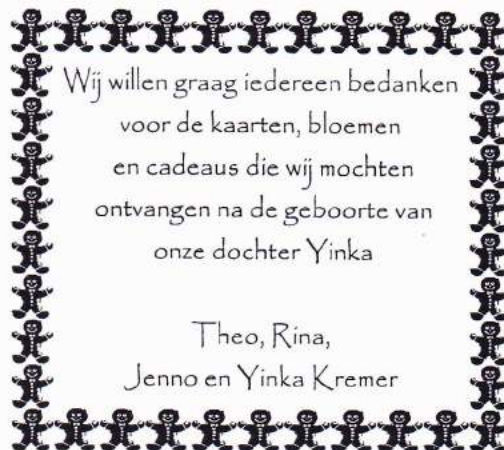 Wij willen graag iedereen bedanken
voor de kaarten, bloemen
en cadeaus die wij mochten
ontvangen na de geboorte van
onze dochter Yinka
Theo, Rina,
Jenno en Yinka Kremer